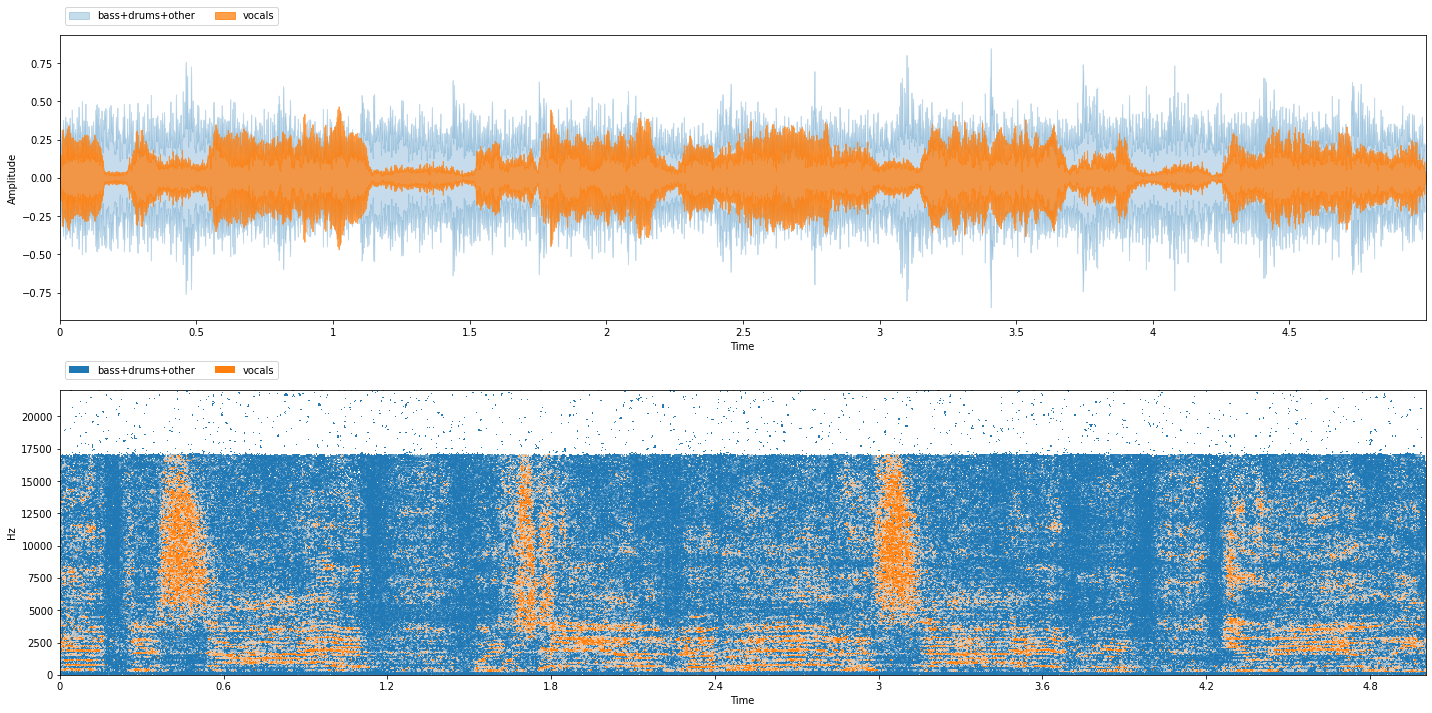 bass+drums+other vocals
0.75
0.50
0.25
0.00
−0.25
−0.50
−0.75
Amplitude
0 0.5 1 1.5 2 2.5 3 3.5 4 4.5
Time
bass+drums+other vocals
20000
17500
15000
12500
10000
7500
5000
2500
0
Hz
0 0.6 1.2 1.8 2.4 3 3.6 4.2 4.8
Time